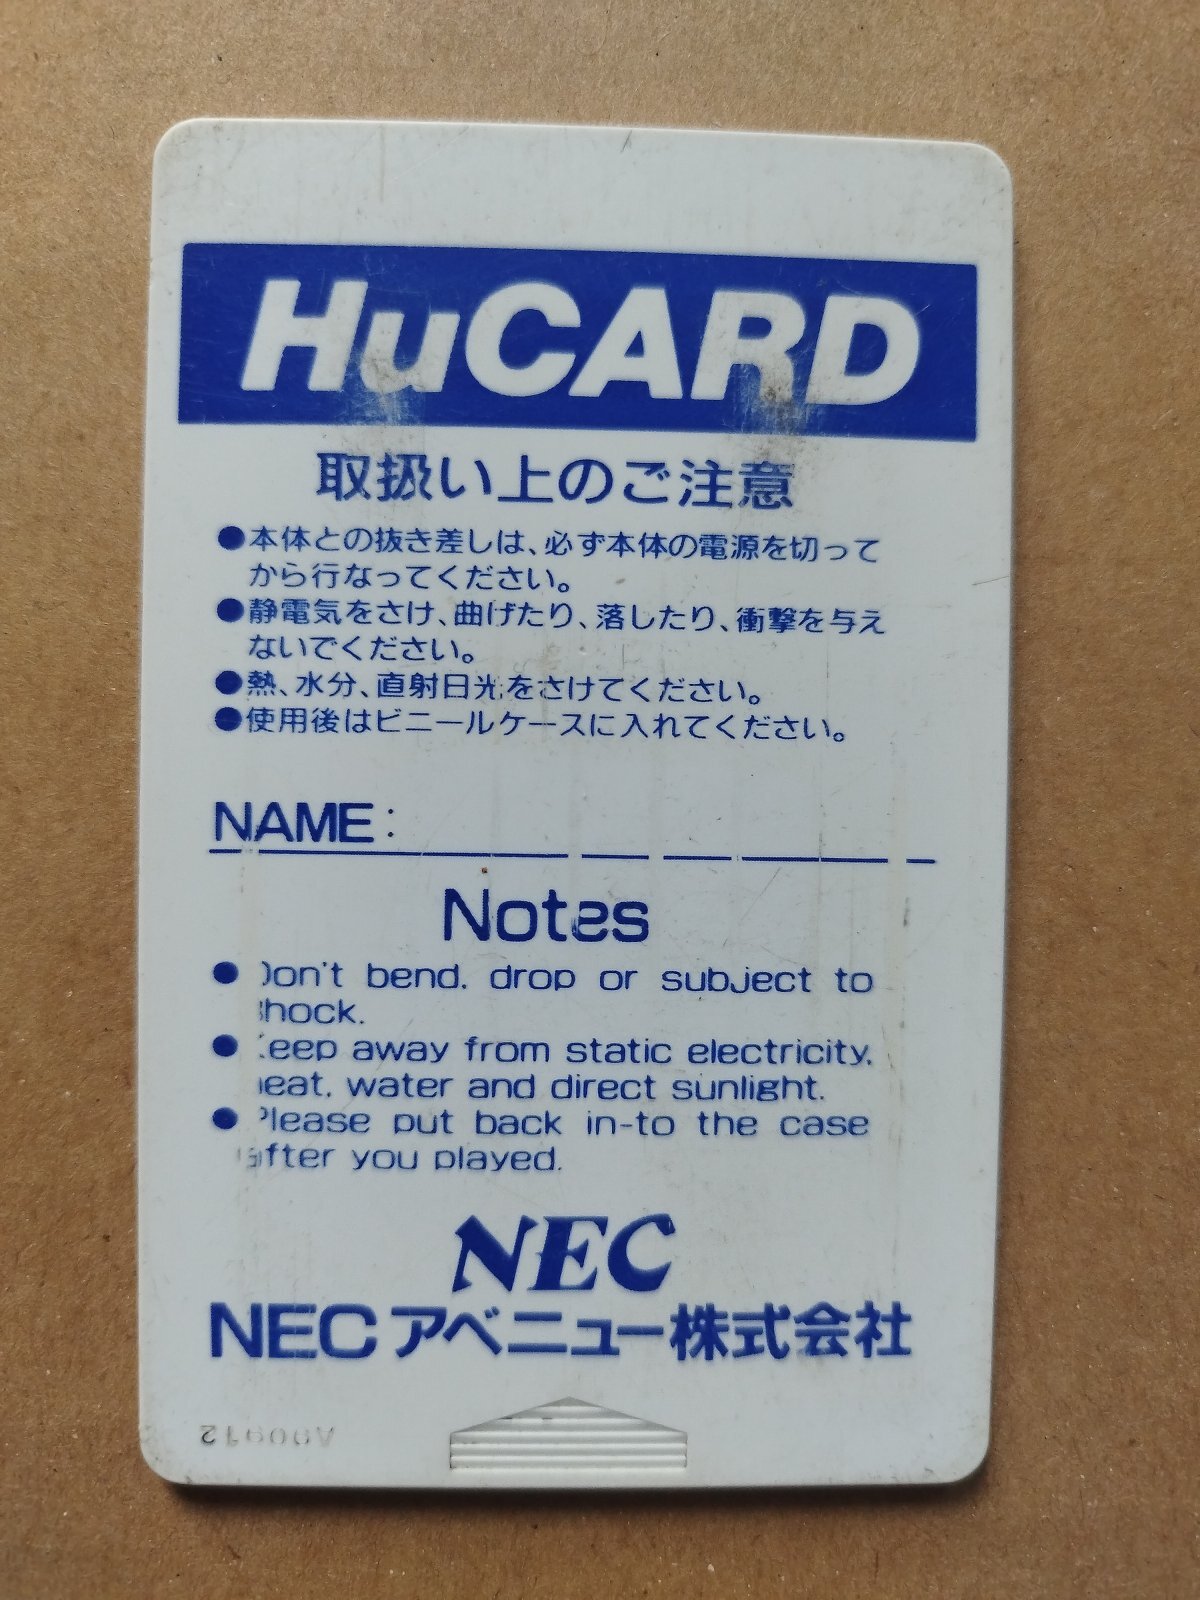 HuCARD
取扱い上のご注意
●本体との抜き差しは、必ず本体の電源を切って
から行なってください。
●静電気をさけ、曲げたり、落したり、衝撃を与え
ないでください。
●熱、水分、直射日光をさけてください。
●使用後はビニールケースに入れてください。
NAME:
Notes
● Don't bend, drop or subject to
shock.
● Keep away from static electricity,
heat, water and direct sunlight.
● Please put back in-to the case
after you played.
NEC
NECアベニュー株式会社